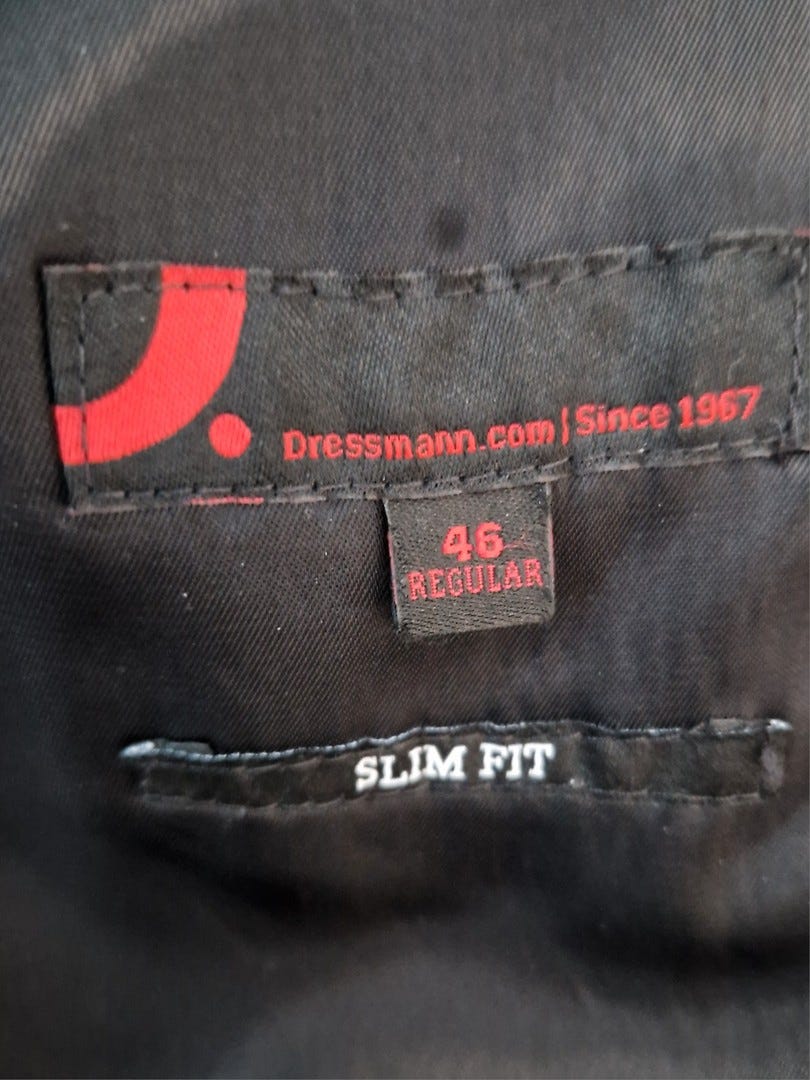 Dressmann.com | Since 1967
46
REGULAR
SLIM FIT